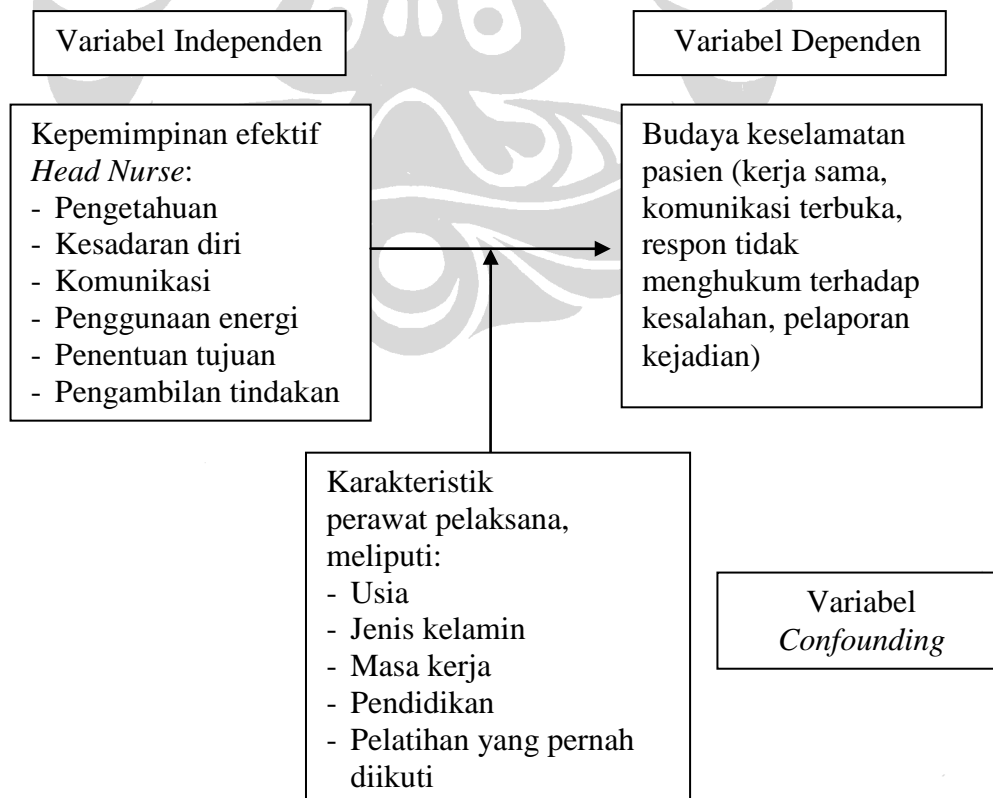 Variabel Independen
Variabel Dependen
Kepemimpinan efektif
Head Nurse:
- Pengetahuan
- Kesadaran diri
- Komunikasi
- Penggunaan energi
- Penentuan tujuan
- Pengambilan tindakan
Budaya keselamatan
pasien (kerja sama,
komunikasi terbuka,
respon tidak
menghukum terhadap
kesalahan, pelaporan
kejadian)
Karakteristik
perawat pelaksana,
meliputi:
- Usia
- Jenis kelamin
- Masa kerja
- Pendidikan
- Pelatihan yang pernah
diikuti
Variabel
Confounding